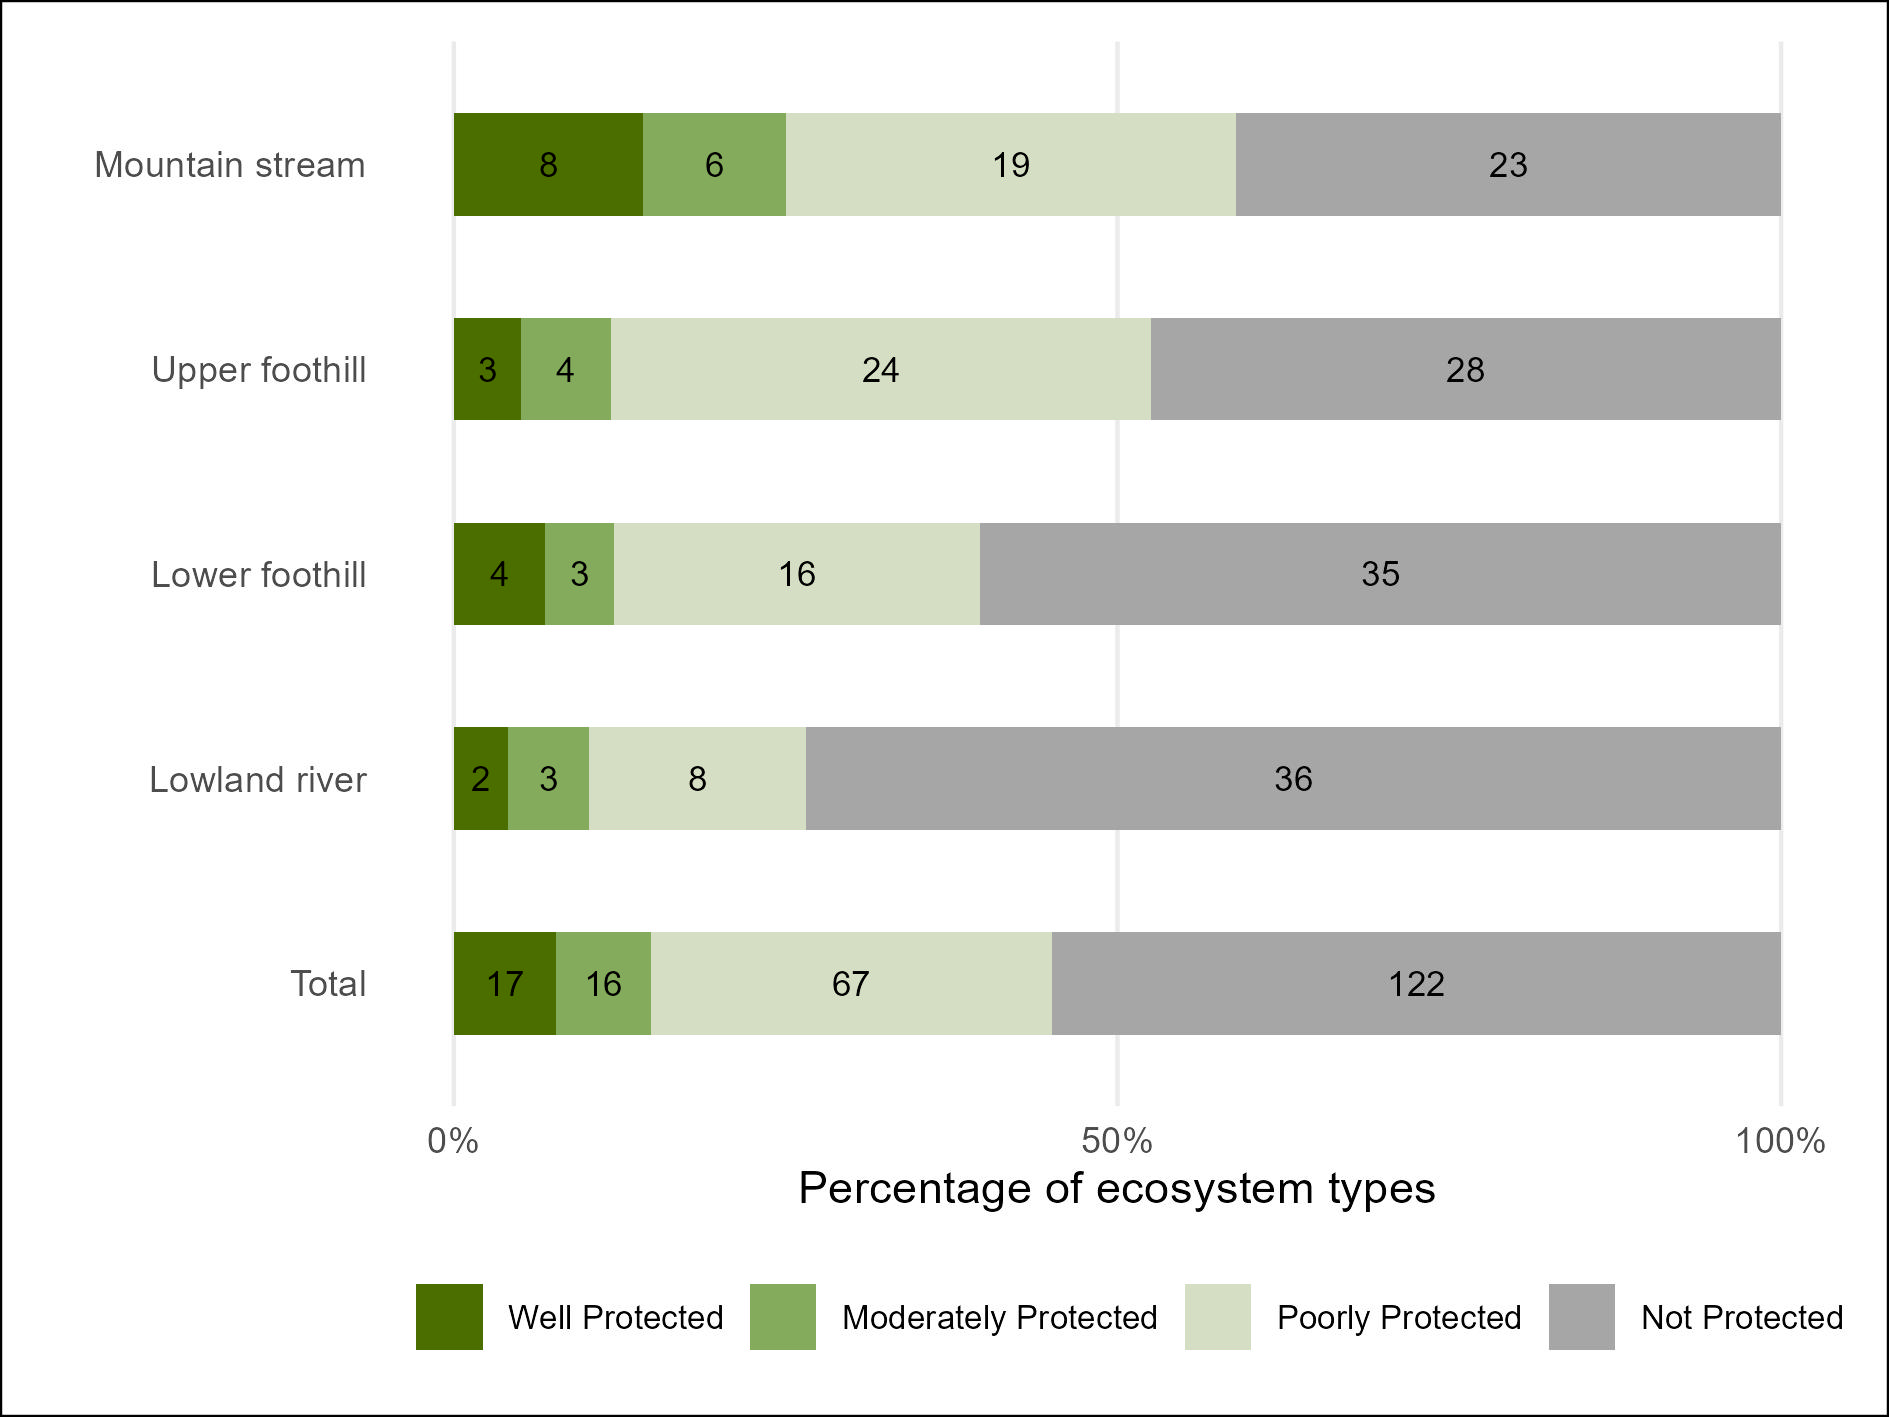 Mountain stream 8 6 19 23
Upper foothill 3 4 24 28
Lower foothill 4 3 16 35
Lowland river 2 3 8 36
Total 17 16 67 122
0% 50% 100%
Percentage of ecosystem types
Well Protected Moderately Protected Poorly Protected Not Protected